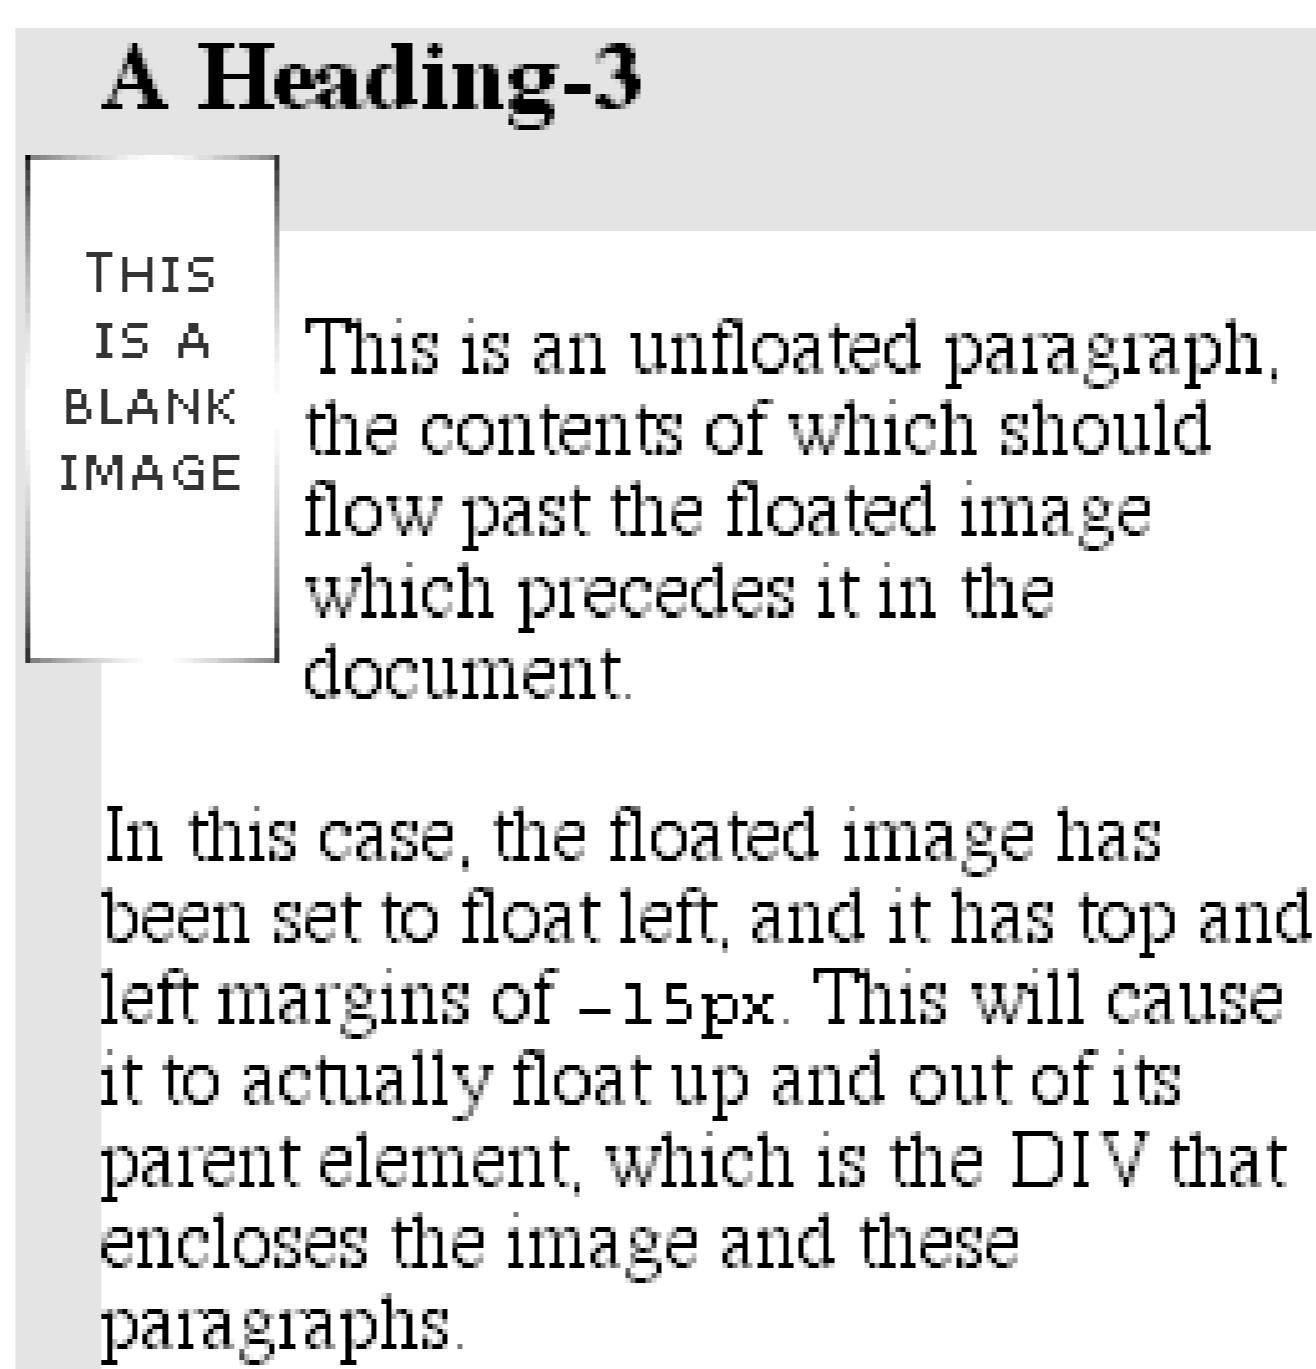 A Heading-3
THIS
IS A
BLANK
IMAGE
This is an unfloated paragraph,
the contents of which should
flow past the floated image
which precedes it in the
document.
In this case, the floated image has
been set to float left, and it has top and
left margins of -15px. This will cause
it to actually float up and out of its
parent element, which is the DIV that
encloses the image and these
paragraphs.